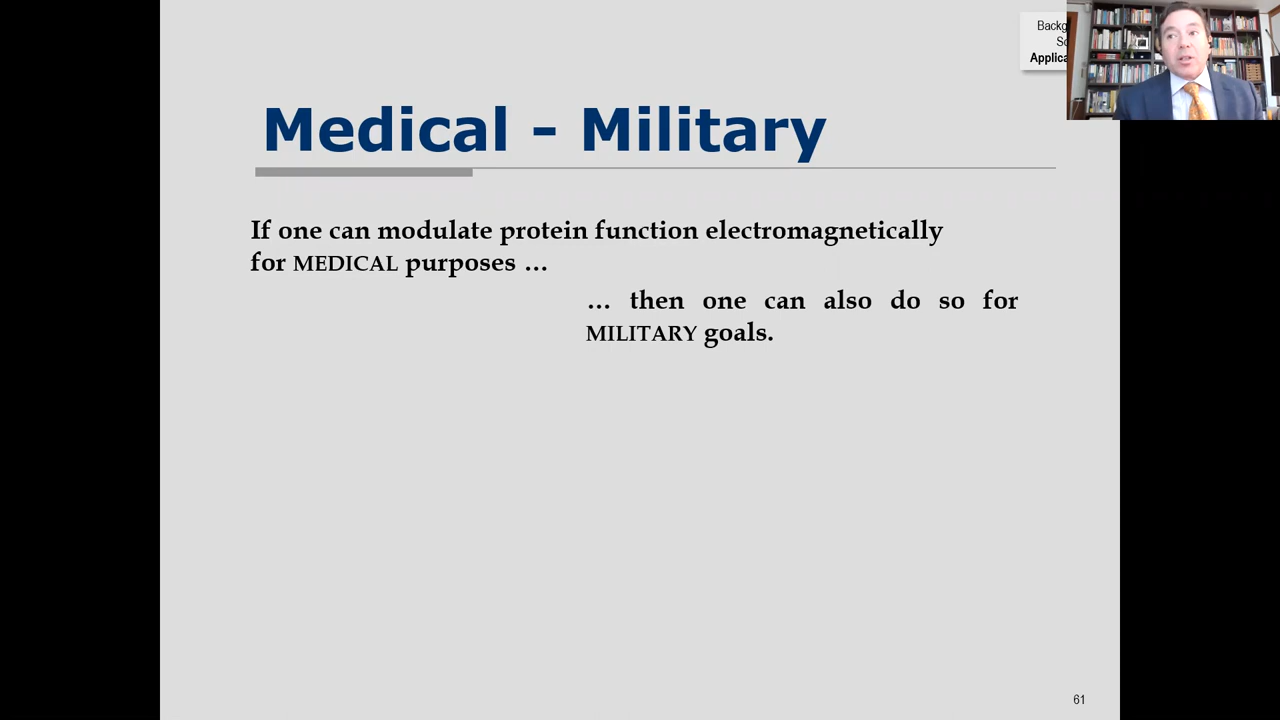 Medical - Military
If one can modulate protein function electromagnetically
for MEDICAL purposes …
… then one can also do so for
MILITARY goals.
61